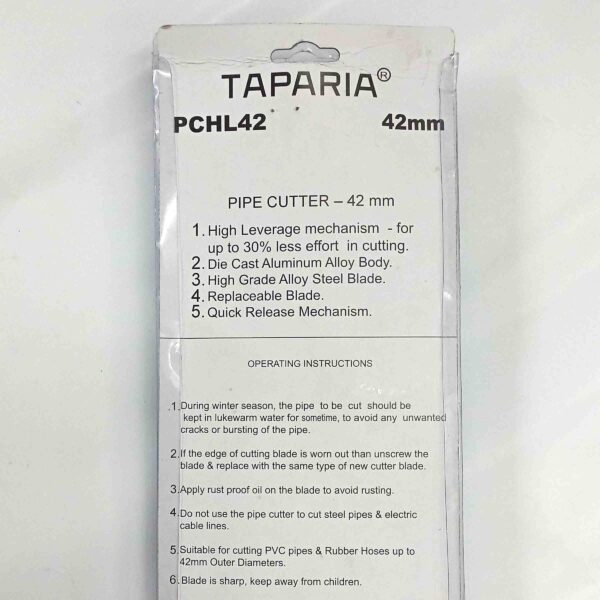 TAPARIA®
PCHL42 42mm
PIPE CUTTER – 42 mm
1. High Leverage mechanism - for
up to 30% less effort in cutting.
2. Die Cast Aluminum Alloy Body.
3. High Grade Alloy Steel Blade.
4. Replaceable Blade.
5. Quick Release Mechanism.
OPERATING INSTRUCTIONS
1. During winter season, the pipe to be cut should be
kept in lukewarm water for sometime, to avoid any unwanted
cracks or bursting of the pipe.
2. If the edge of cutting blade is worn out than unscrew the
blade & replace with the same type of new cutter blade.
3. Apply rust proof oil on the blade to avoid rusting.
4. Do not use the pipe cutter to cut steel pipes & electric
cable lines.
5. Suitable for cutting PVC pipes & Rubber Hoses up to
42mm Outer Diameters.
6. Blade is sharp, keep away from children.